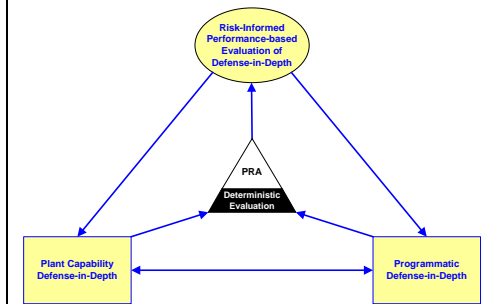 Risk-Informed
Performance-based
Evaluation of
Defense-in-Depth
PRA
Deterministic
Evaluation
Plant Capability
Defense-in-Depth
Programmatic
Defense-in-Depth